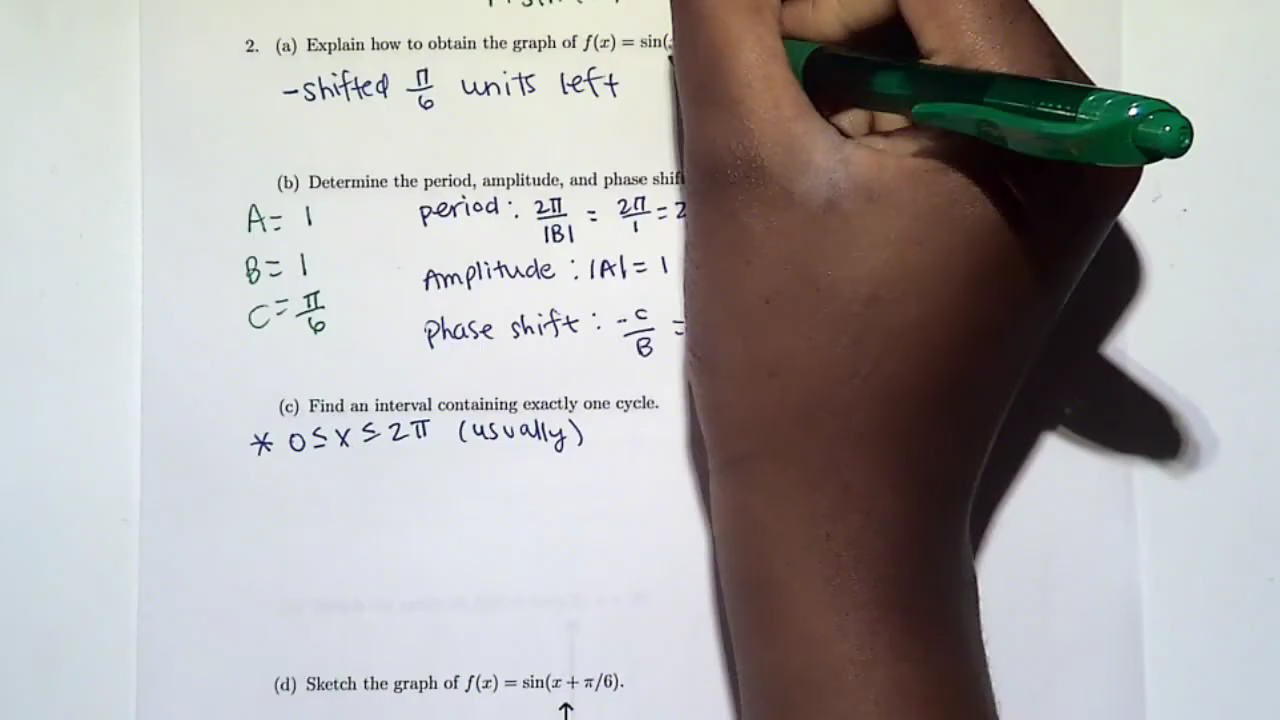 2. (a) Explain how to obtain the graph of f(x) = sin(
-shifted π/6 units left
(b) Determine the period, amplitude, and phase
A= 1
period: 2π/|B| = 2π/1 = 2
B= 1
Amplitude: |A| = 1
C= π/6
phase shift: -C/B =
(c) Find an interval containing exactly one cycle.
* 0 ≤ x ≤ 2π (usually)
(d) Sketch the graph of f(x) = sin(x + π/6).